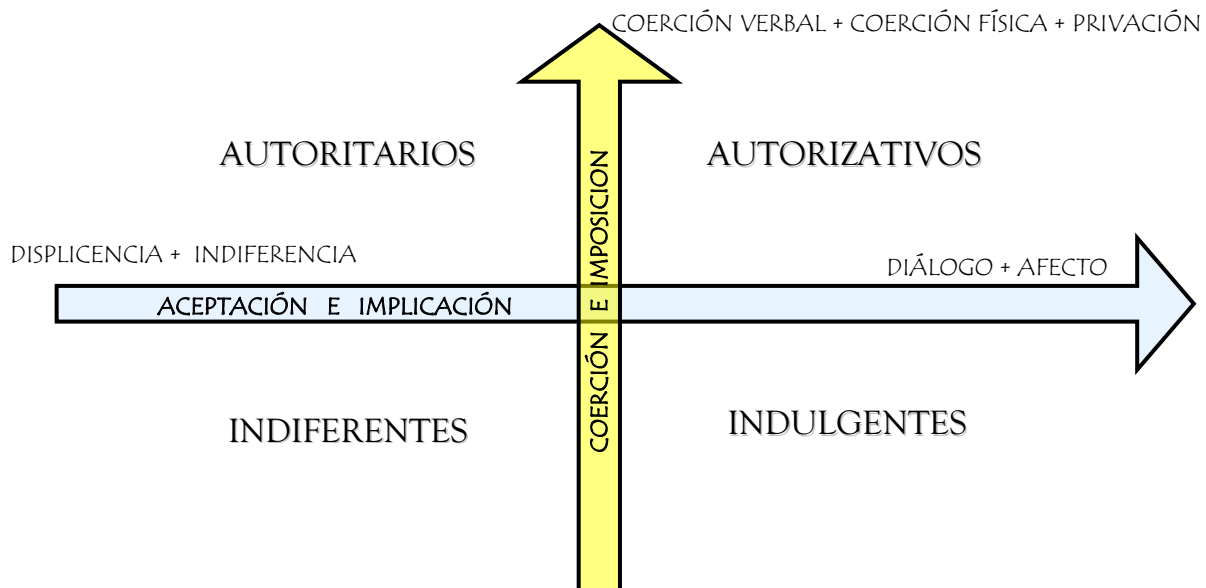 COERCIÓN VERBAL + COERCIÓN FÍSICA + PRIVACIÓN
AUTORITARIOS
AUTORIZATIVOS
COERCIÓN E IMPOSICION
DISPLICENCIA + INDIFERENCIA
DIÁLOGO + AFECTO
ACEPTACIÓN E IMPLICACIÓN
INDIFERENTES
INDULGENTES